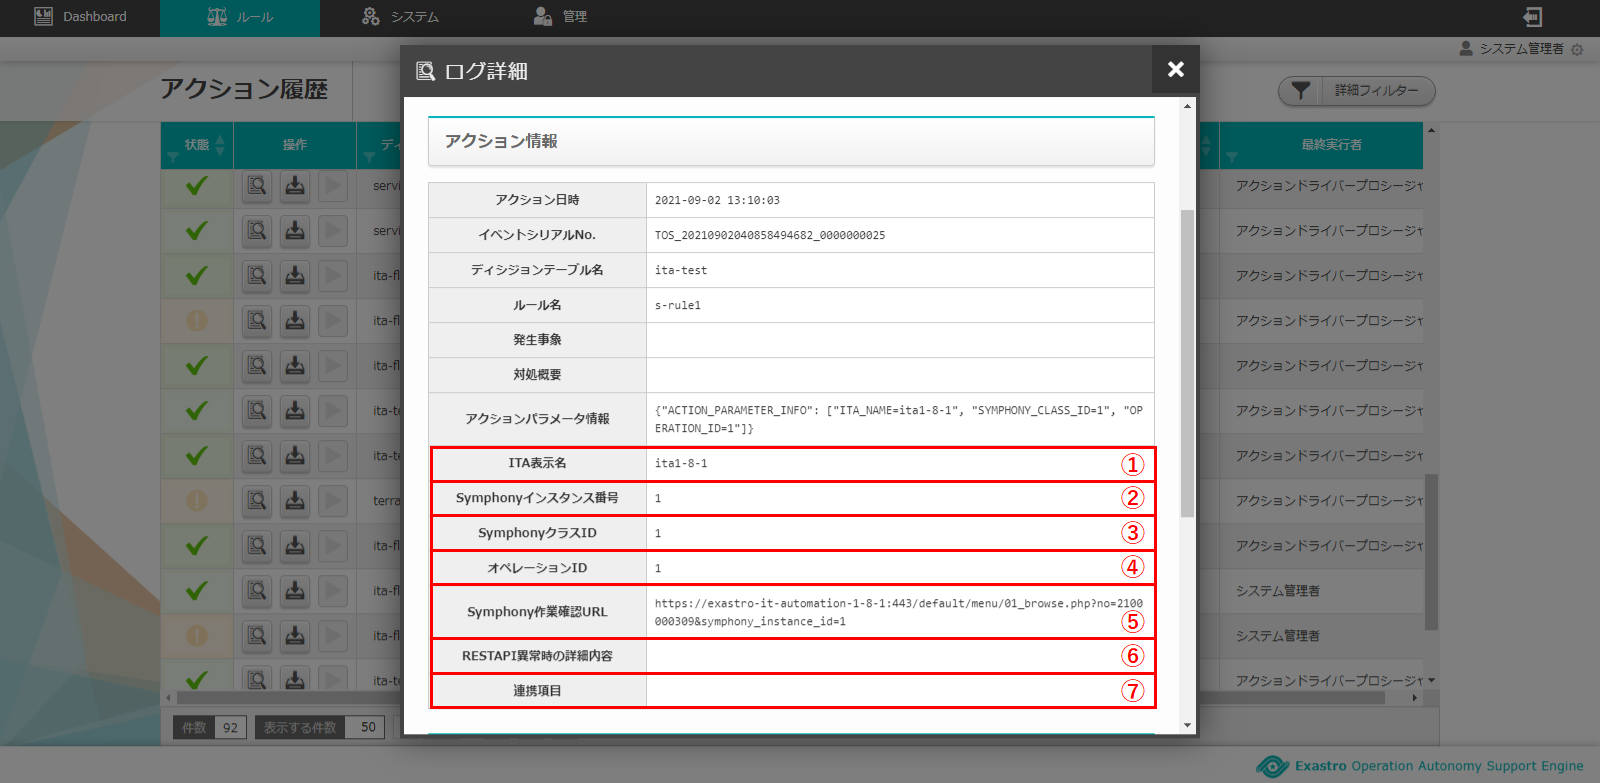 Dashboard
ルール
システム
管理
システム管理者
アクション履歴
詳細フィルター
ログ詳細
状態
操作
ディ
最終実行者
アクション情報
アクション日時 2021-09-02 13:10:03
イベントシリアルNo. TOS_20210902040858494682_0000000025
ディシジョンテーブル名 ita-test
ルール名 s-rule1
発生事象
対処概要
アクションパラメータ情報 {"ACTION_PARAMETER_INFO": ["ITA_NAME=ita1-8-1", "SYMPHONY_CLASS_ID=1", "OP
ERATION_ID=1"]}
ITA表示名 ita1-8-1 ①
Symphonyインスタンス番号 1 ②
SymphonyクラスID 1 ③
オペレーションID 1 ④
Symphony作業確認URL https://exastro-it-automation-1-8-1:443/default/menu/01_browse.php?no=2100
000309&symphony_instance_id=1 ⑤
RESTAPI異常時の詳細内容 ⑥
連携項目 ⑦
servi アクションドライバープロシージャ
servi アクションドライバープロシージャ
ita-fl アクションドライバープロシージャ
ita-fl アクションドライバープロシージャ
ita-fl アクションドライバープロシージャ
ita-te アクションドライバープロシージャ
ita-te アクションドライバープロシージャ
terra アクションドライバープロシージャ
ita-fl アクションドライバープロシージャ
ita-fl システム管理者
ita-fl システム管理者
ita-te アクションドライバープロシージャ
件数 92 表示する件数 50
Exastro Operation Autonomy Support Engine